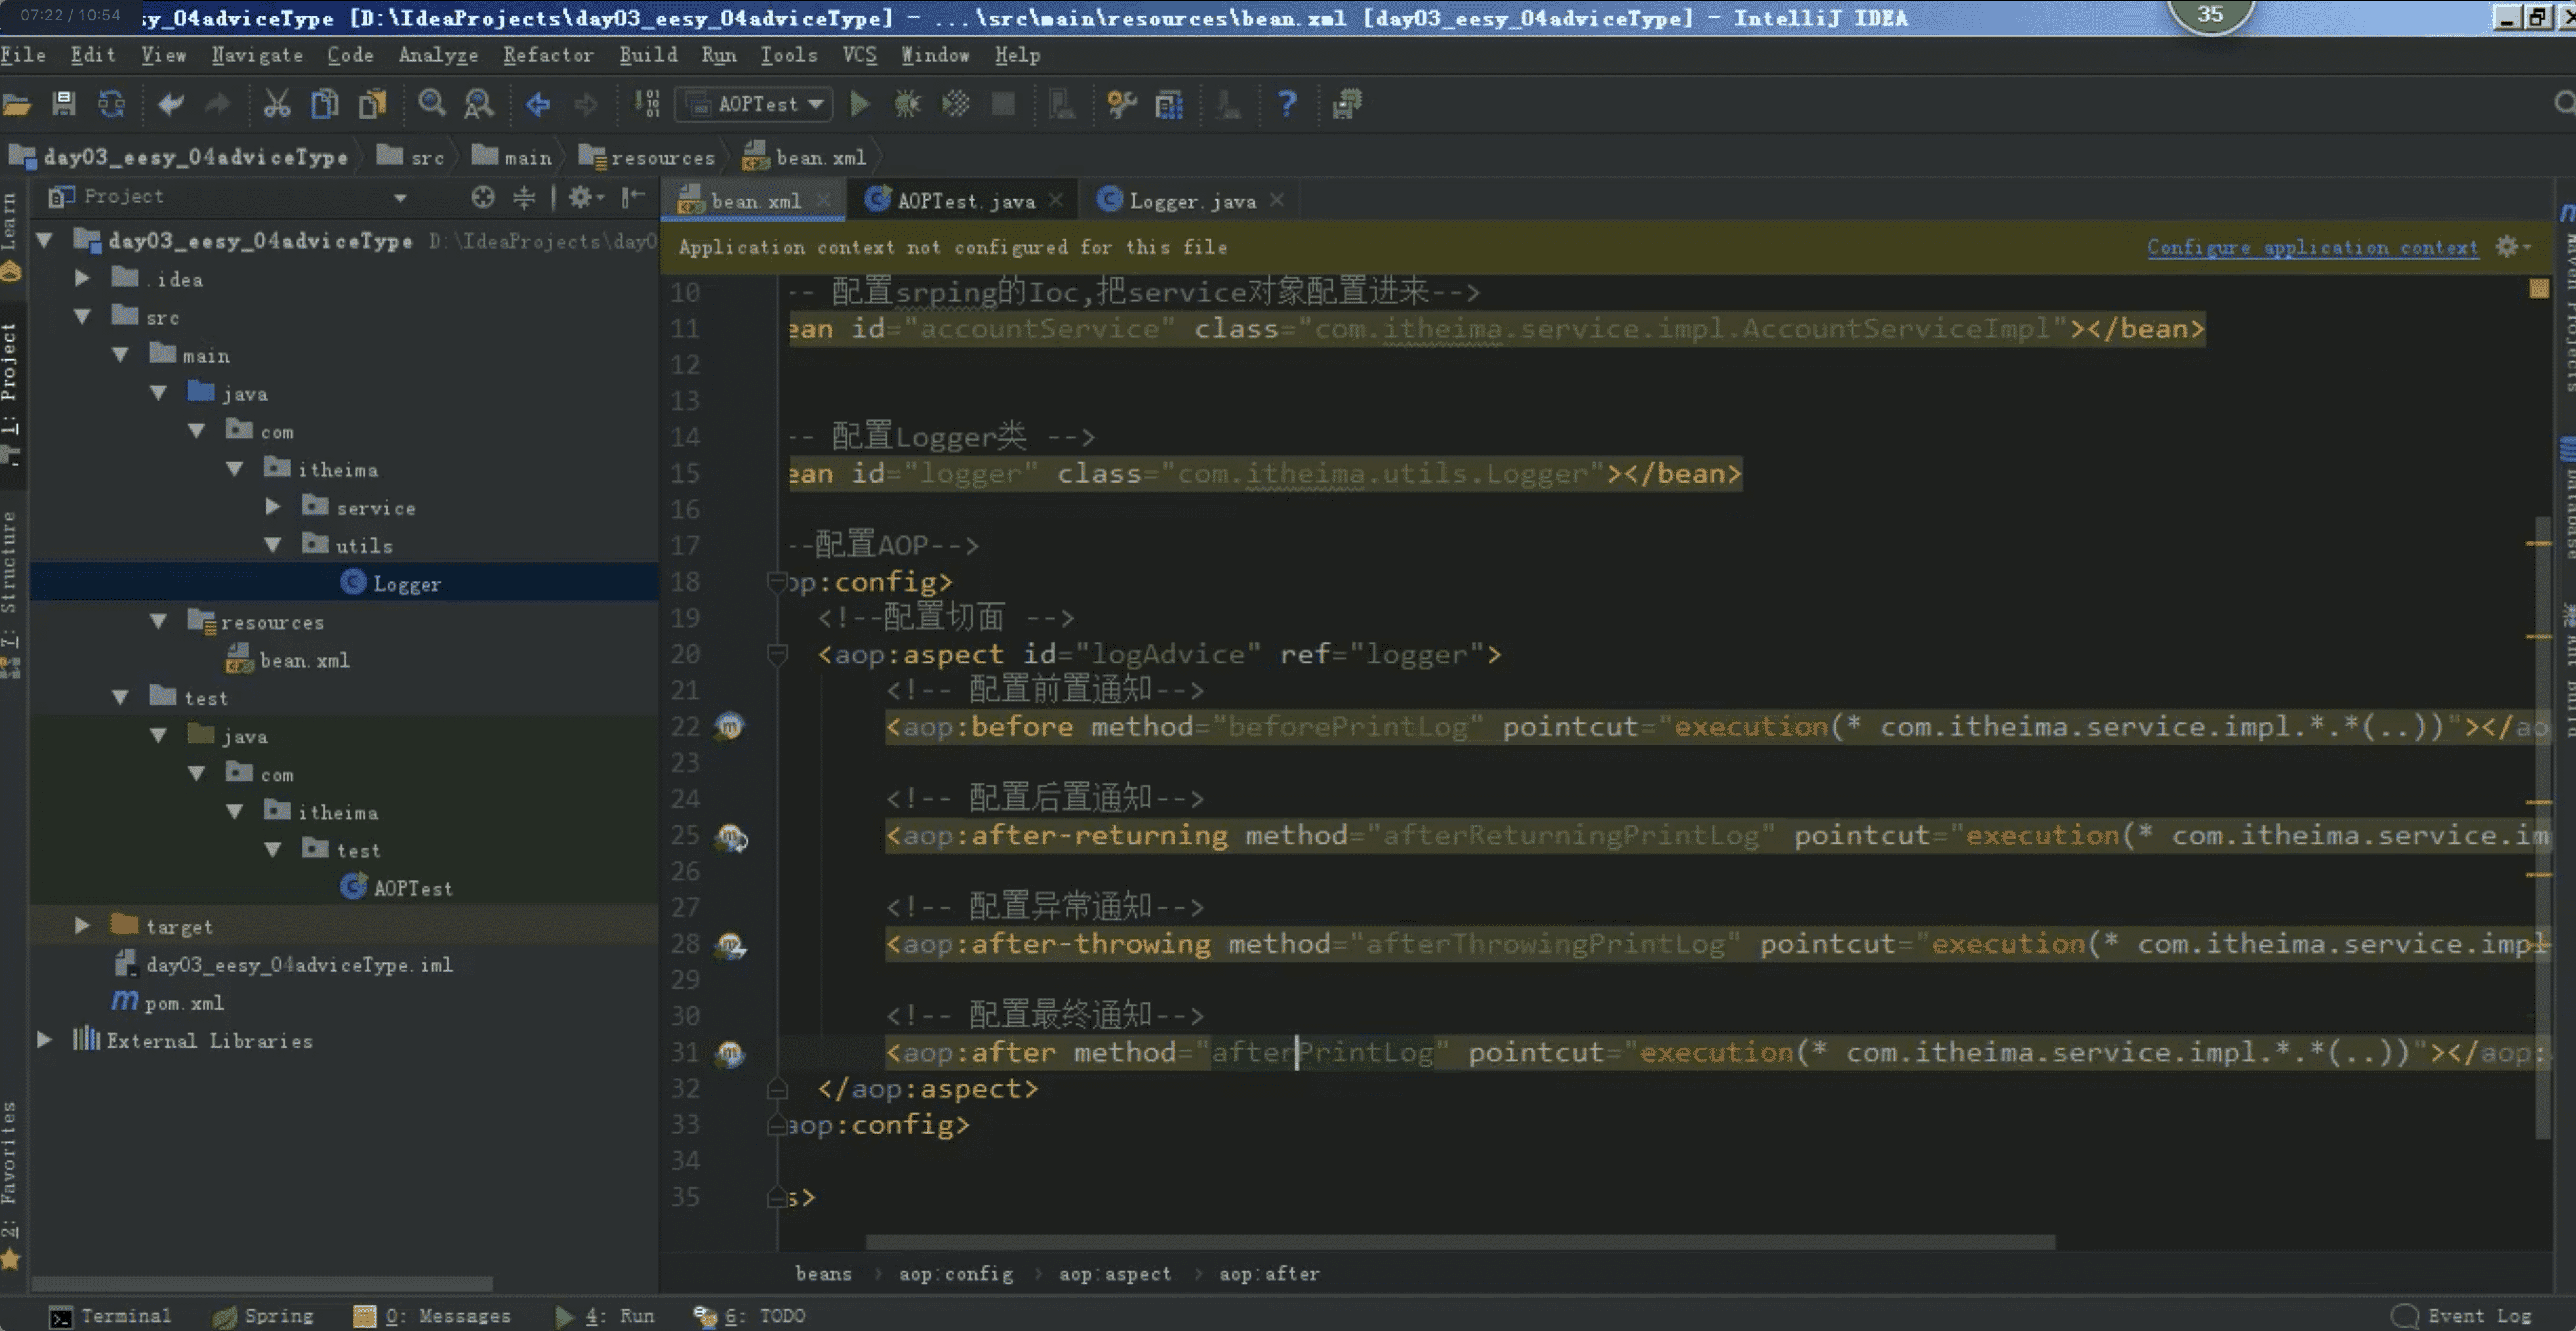 07:22 / 10:54
sy_04adviceType [D:\IdeaProjects\day03_eesy_04adviceType] - ...\src\main\resources\bean.xml [day03_eesy_04adviceType] - IntelliJ IDEA
35
File Edit View Navigate Code Analyze Refactor Build Run Tools VCS Window Help
AOPTest
day03_eesy_04adviceType src main resources bean.xml
Project
bean.xml AOPTest.java Logger.java
Learn
1: Project
7: Structure
2: Favorites
day03_eesy_04adviceType D:\IdeaProjects\day0
.idea
src
main
java
com
itheima
service
utils
Logger
resources
bean.xml
test
java
com
itheima
test
AOPTest
target
day03_eesy_04adviceType.iml
pom.xml
External Libraries
Application context not configured for this file
Configure application context
10 -- 配置srping的Ioc,把service对象配置进来-->
11 ean id="accountService" class="com.itheima.service.impl.AccountServiceImpl"></bean>
12
13
14 -- 配置Logger类 -->
15 ean id="logger" class="com.itheima.utils.Logger"></bean>
16
17 --配置AOP-->
18 op:config>
19 <!--配置切面 -->
20 <aop:aspect id="logAdvice" ref="logger">
21 <!-- 配置前置通知-->
22 <aop:before method="beforePrintLog" pointcut="execution(* com.itheima.service.impl.*.*(..))"></ao
23
24 <!-- 配置后置通知-->
25 <aop:after-returning method="afterReturningPrintLog" pointcut="execution(* com.itheima.service.im
26
27 <!-- 配置异常通知-->
28 <aop:after-throwing method="afterThrowingPrintLog" pointcut="execution(* com.itheima.service.impl
29
30 <!-- 配置最终通知-->
31 <aop:after method="afterPrintLog" pointcut="execution(* com.itheima.service.impl.*.*(..))"></aop:
32 </aop:aspect>
33 aop:config>
34
35 s>
beans aop:config aop:aspect aop:after
Maven Projects
Database
Ant Build
Terminal Spring 0: Messages 4: Run 6: TODO
Event Log